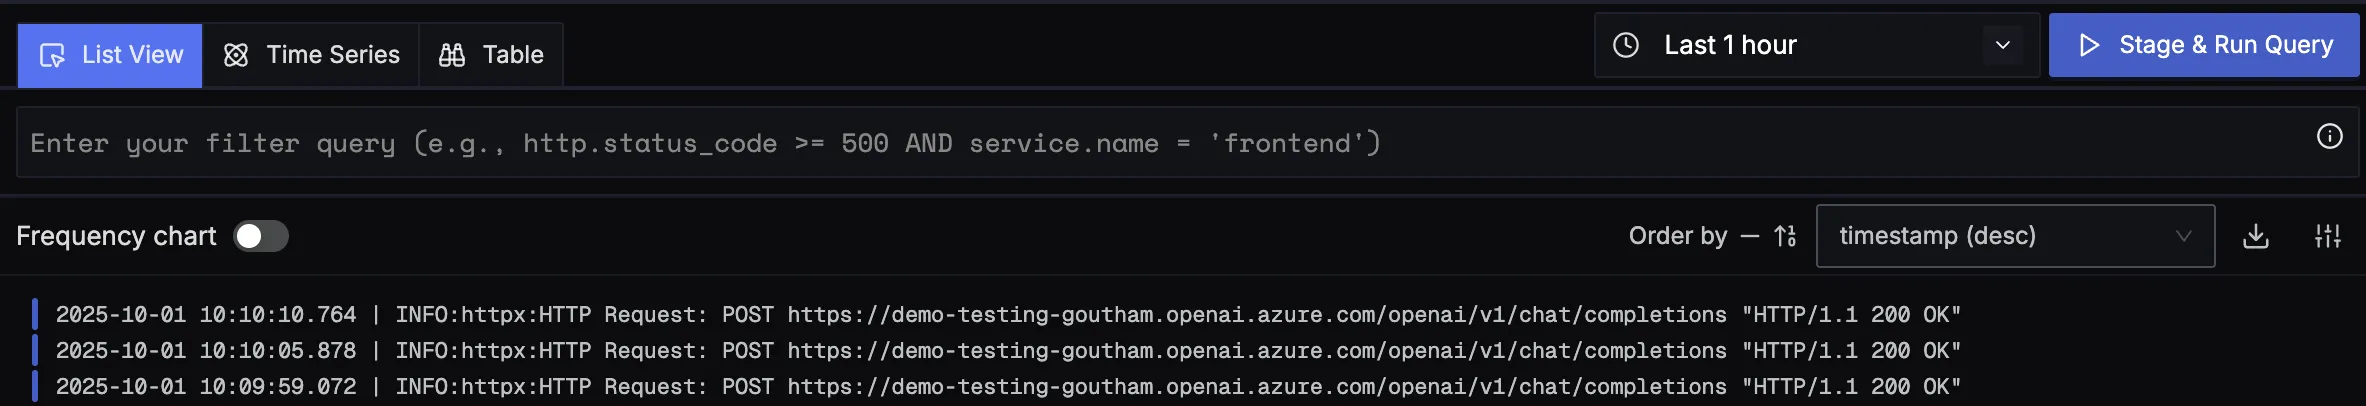 List View Time Series Table Last 1 hour Stage & Run Query
Enter your filter query (e.g., http.status_code >= 500 AND service.name = 'frontend')
Frequency chart Order by timestamp (desc)
2025-10-01 10:10:10.764 | INFO:httpx:HTTP Request: POST https://demo-testing-goutham.openai.azure.com/openai/v1/chat/completions "HTTP/1.1 200 OK"
2025-10-01 10:10:05.878 | INFO:httpx:HTTP Request: POST https://demo-testing-goutham.openai.azure.com/openai/v1/chat/completions "HTTP/1.1 200 OK"
2025-10-01 10:09:59.072 | INFO:httpx:HTTP Request: POST https://demo-testing-goutham.openai.azure.com/openai/v1/chat/completions "HTTP/1.1 200 OK"